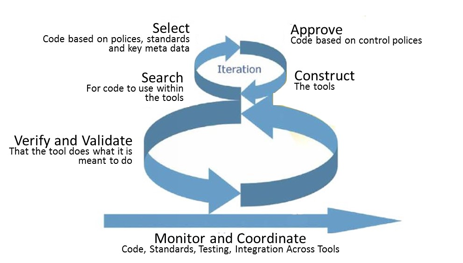 Select
Code based on polices, standards
and key meta data
Approve
Code based on control polices
Iteration
Search
For code to use within
the tools
Construct
The tools
Verify and Validate
That the tool does what it is
meant to do
Monitor and Coordinate
Code, Standards, Testing, Integration Across Tools